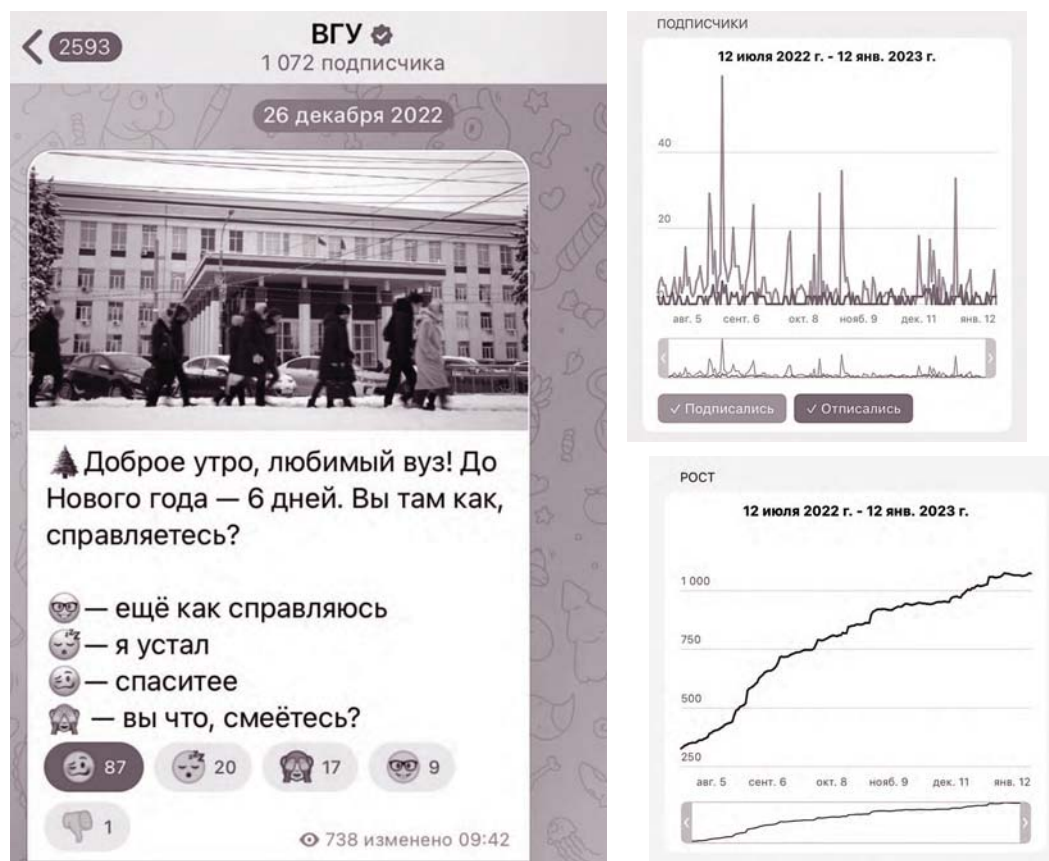 2593
ВГУ
1 072 подписчика
26 декабря 2022
Доброе утро, любимый вуз! До
Нового года — 6 дней. Вы там как,
справляетесь?
— ещё как справляюсь
— я устал
— спаситее
— вы что, смеётесь?
87 20 17 9
1
738 изменено 09:42
ПОДПИСЧИКИ
12 июля 2022 г. - 12 янв. 2023 г.
40
20
авг. 5 сент. 6 окт. 8 нояб. 9 дек. 11 янв. 12
✓ Подписались ✓ Отписались
РОСТ
12 июля 2022 г. - 12 янв. 2023 г.
1 000
750
500
250
авг. 5 сент. 6 окт. 8 нояб. 9 дек. 11 янв. 12